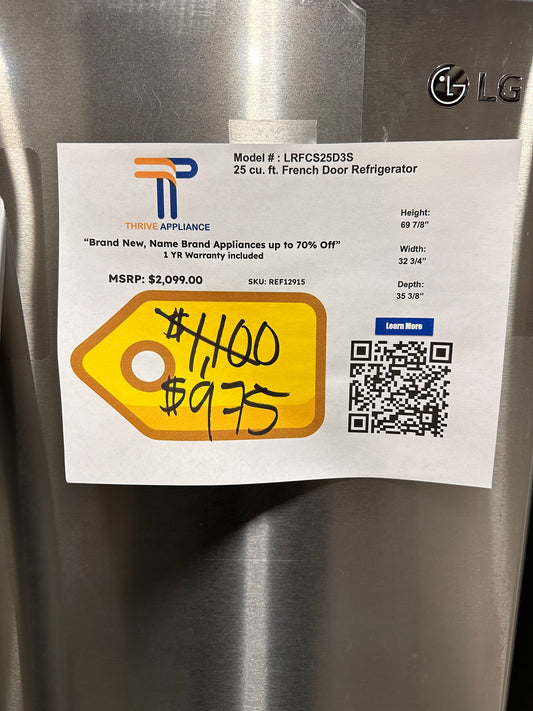 LG
Model # : LRFCS25D3S
25 cu. ft. French Door Refrigerator
THRIVE APPLIANCE
“Brand New, Name Brand Appliances up to 70% Off”
1 YR Warranty included
MSRP: $2,099.00
SKU: REF12915
Height:
69 7/8”
Width:
32 3/4”
Depth:
35 3/8”
Learn More
$1,100
$975